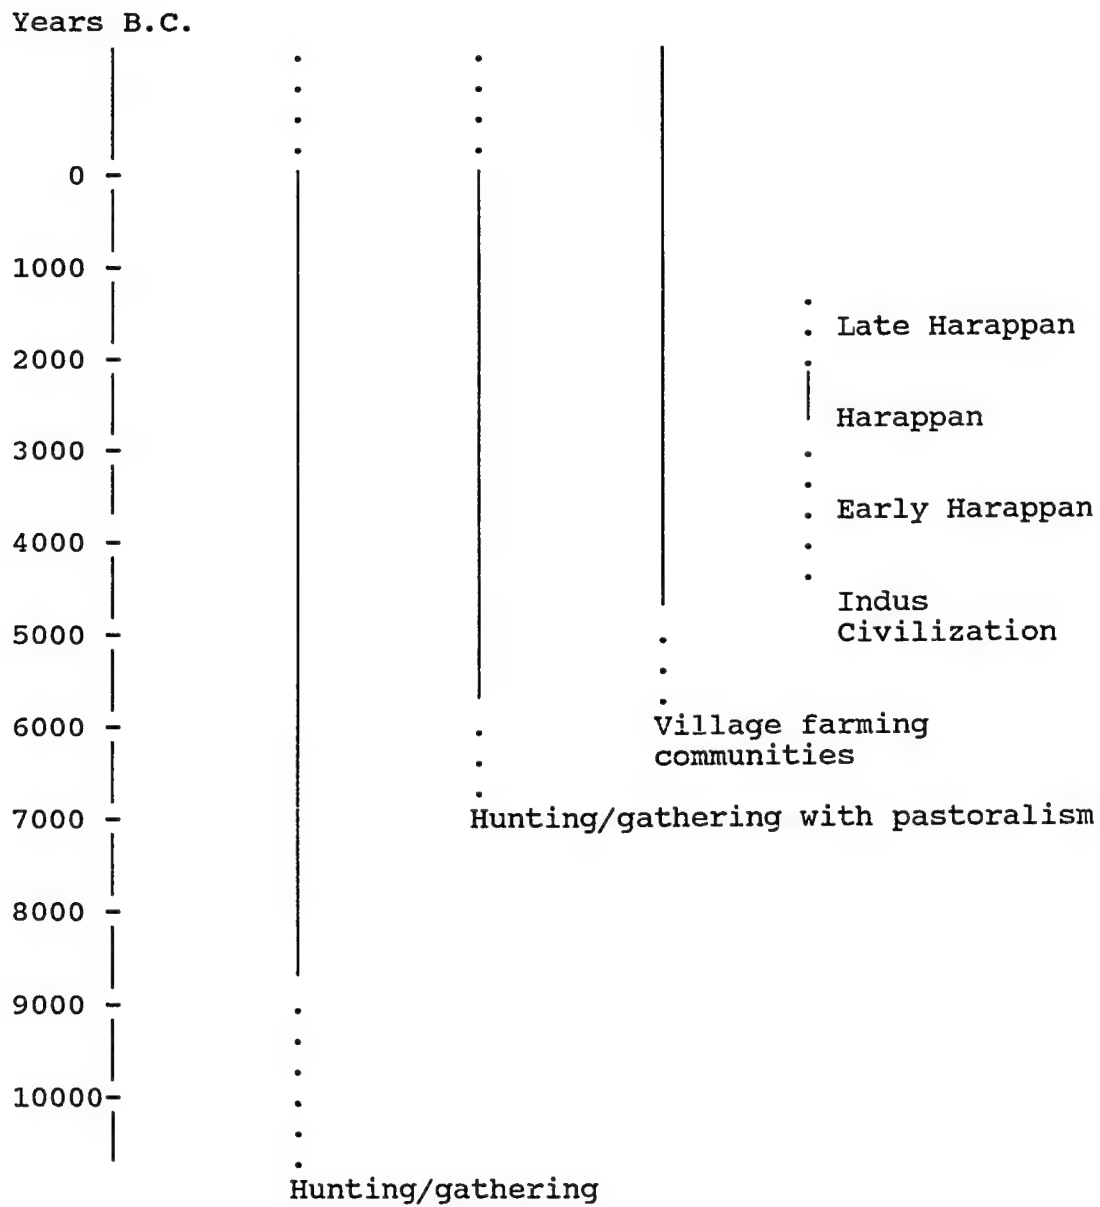 Years B.C.
0
1000
Late Harappan
2000
Harappan
3000
Early Harappan
4000
Indus
Civilization
5000
6000
Village farming
communities
7000
Hunting/gathering with pastoralism
8000
9000
10000
Hunting/gathering